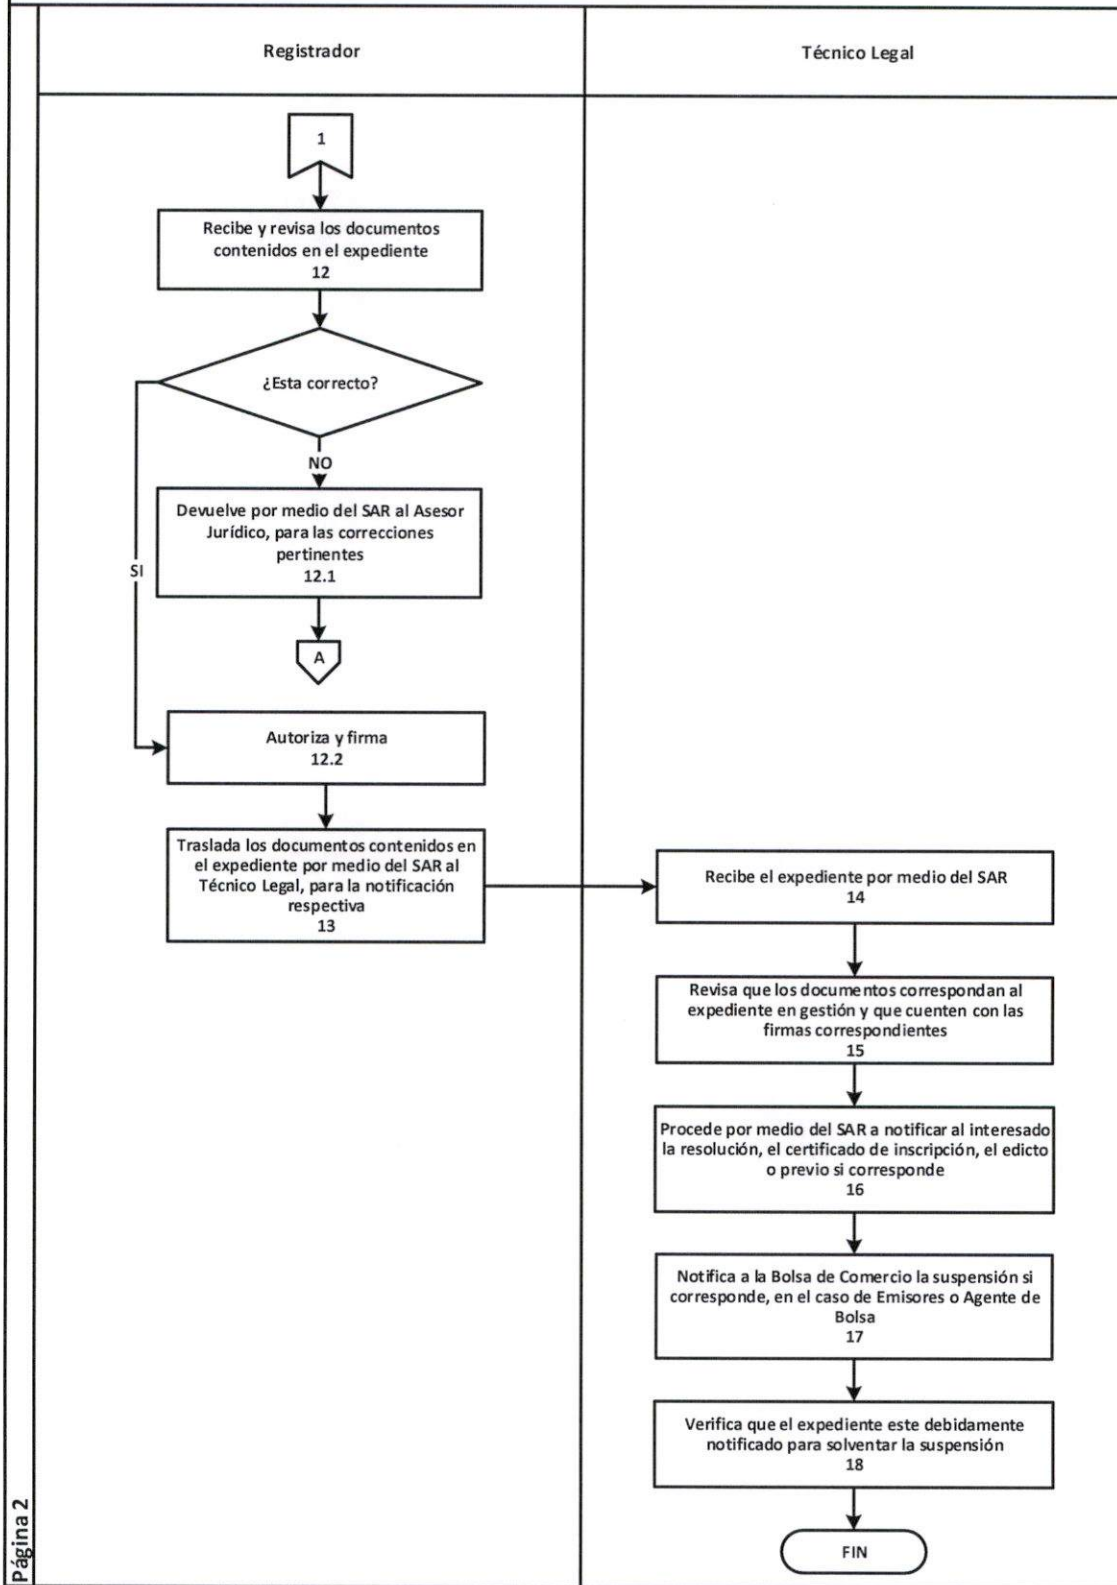 Registrador
Técnico Legal
1
Recibe y revisa los documentos
contenidos en el expediente
12
¿Esta correcto?
NO
SI
Devuelve por medio del SAR al Asesor
Jurídico, para las correcciones
pertinentes
12.1
A
Autoriza y firma
12.2
Traslada los documentos contenidos en
el expediente por medio del SAR al
Técnico Legal, para la notificación
respectiva
13
Recibe el expediente por medio del SAR
14
Revisa que los documentos correspondan al
expediente en gestión y que cuenten con las
firmas correspondientes
15
Procede por medio del SAR a notificar al interesado
la resolución, el certificado de inscripción, el edicto
o previo si corresponde
16
Notifica a la Bolsa de Comercio la suspensión si
corresponde, en el caso de Emisores o Agente de
Bolsa
17
Verifica que el expediente este debidamente
notificado para solventar la suspensión
18
FIN
Página 2